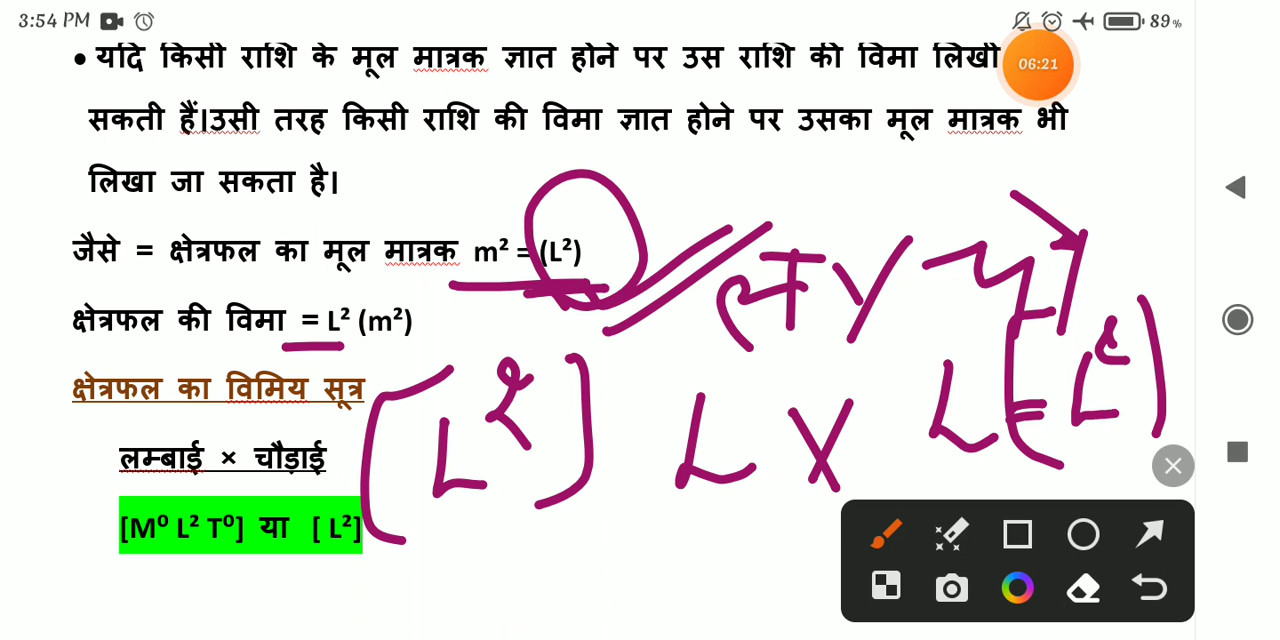 3:54 PM 89%
• यदि किसी राशि के मूल मात्रक ज्ञात होने पर उस राशि की विमा लिखी
06:21
सकती हैं।उसी तरह किसी राशि की विमा ज्ञात होने पर उसका मूल मात्रक भी
लिखा जा सकता है।
जैसे = क्षेत्रफल का मूल मात्रक m² = (L²)
क्षेत्रफल की विमा = L² (m²)
क्षेत्रफल का विमिय सूत्र
[L²] L × L = [L²]
लम्बाई × चौड़ाई
[M⁰ L² T⁰] या [ L²]